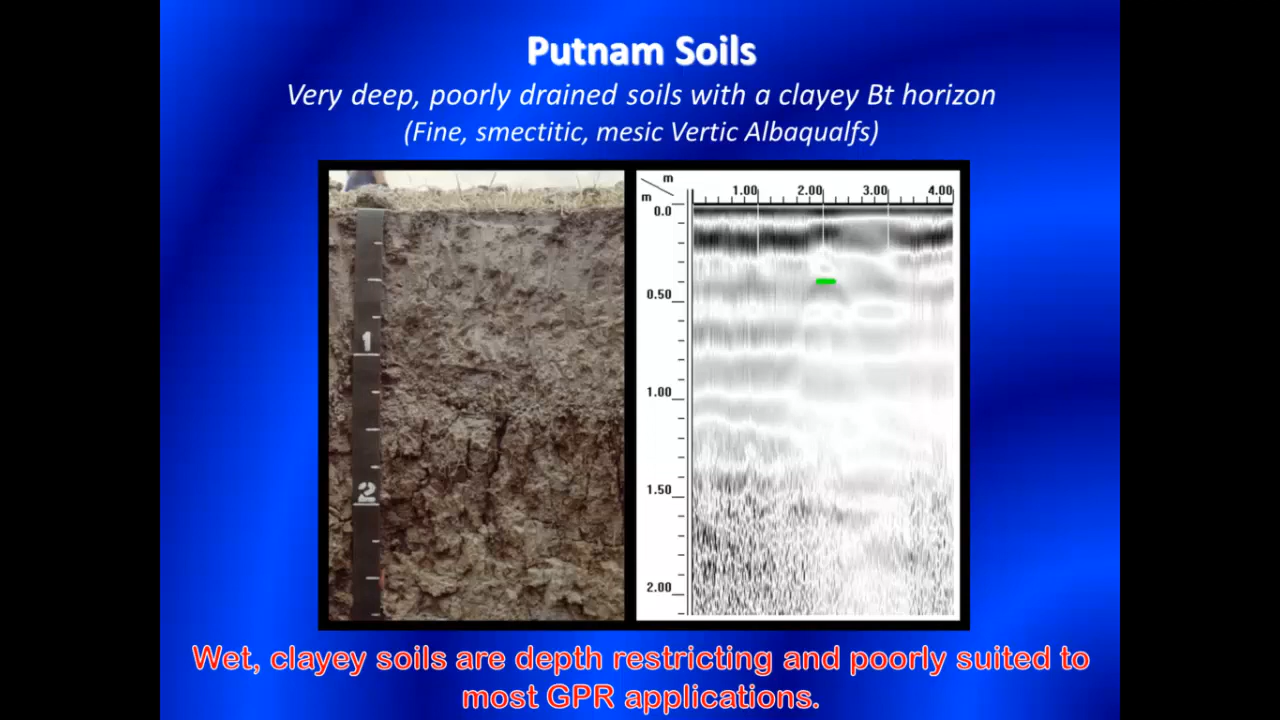 Putnam Soils
Very deep, poorly drained soils with a clayey Bt horizon
(Fine, smectitic, mesic Vertic Albaqualfs)
m
m
1.00 2.00 3.00 4.00
0.0
0.50
1.00
1.50
2.00
1
2
Wet, clayey soils are depth restricting and poorly suited to
most GPR applications.